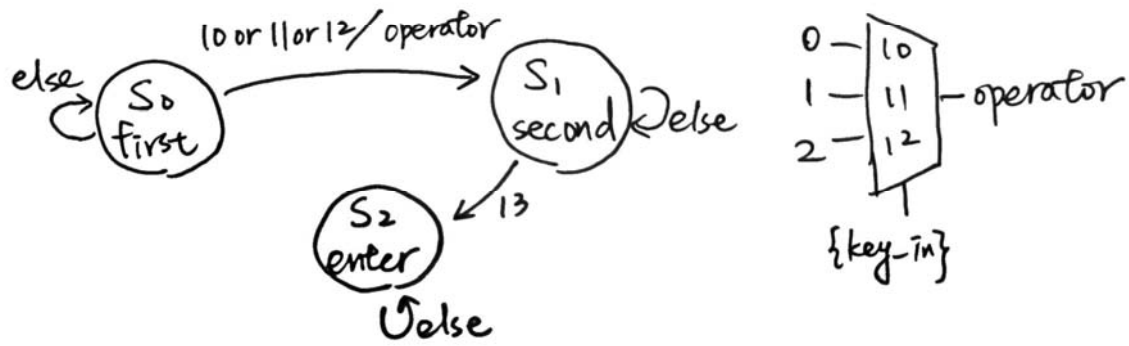 10 or 11 or 12 / operator
else
S0
first
S1
second
else
13
S2
enter
else
0
10
1
11
2
12
operator
{key_in}